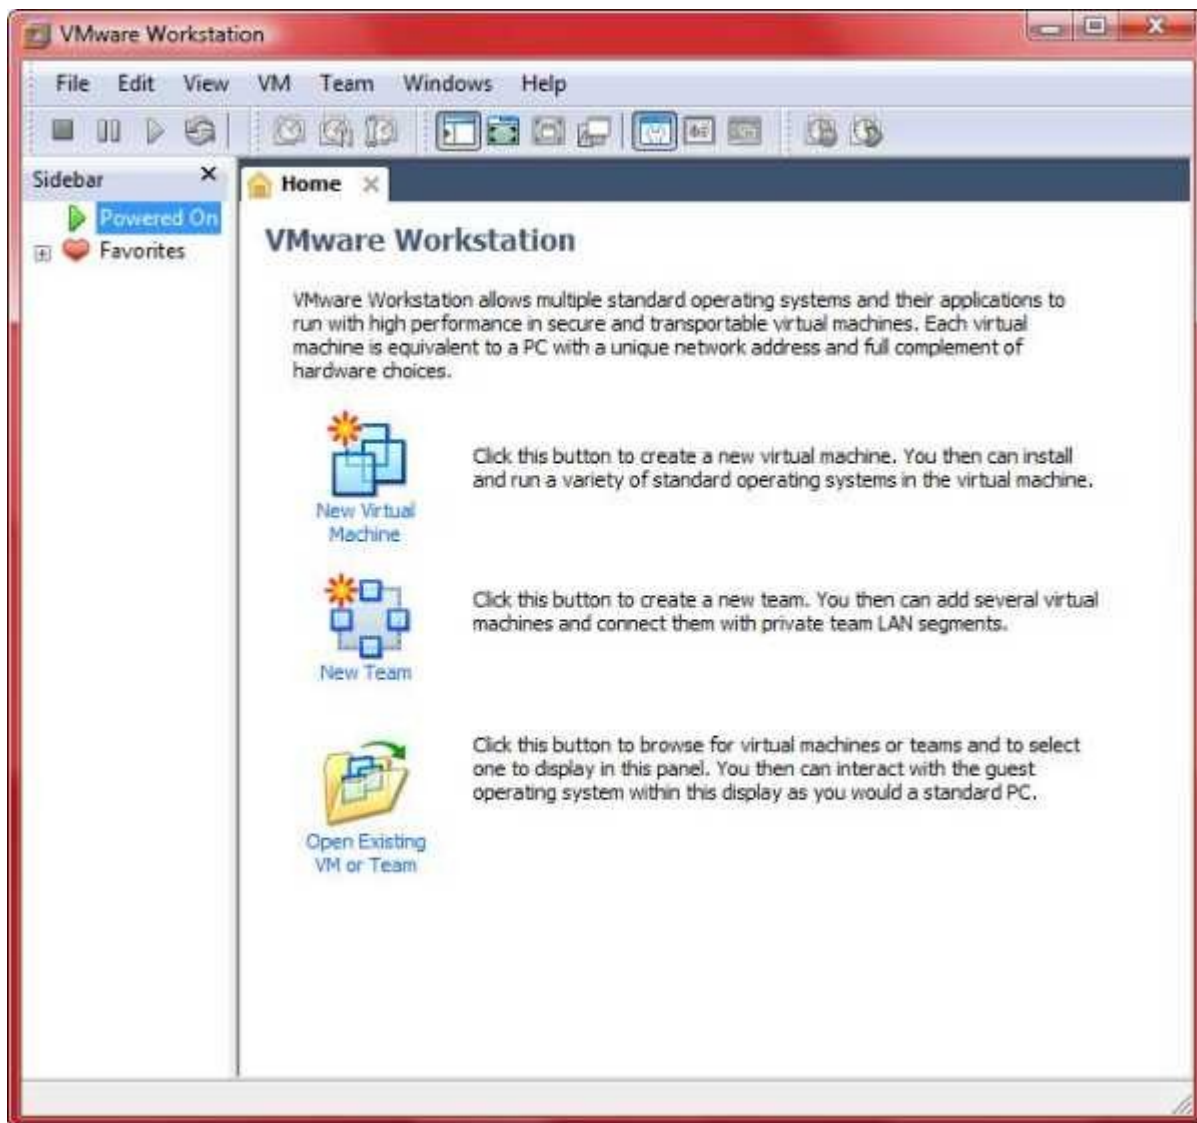 VMware Workstation
File Edit View VM Team Windows Help
Sidebar
Home
Powered On
Favorites
VMware Workstation
VMware Workstation allows multiple standard operating systems and their applications to
run with high performance in secure and transportable virtual machines. Each virtual
machine is equivalent to a PC with a unique network address and full complement of
hardware choices.
New Virtual
Machine
Click this button to create a new virtual machine. You then can install
and run a variety of standard operating systems in the virtual machine.
New Team
Click this button to create a new team. You then can add several virtual
machines and connect them with private team LAN segments.
Open Existing
VM or Team
Click this button to browse for virtual machines or teams and to select
one to display in this panel. You then can interact with the guest
operating system within this display as you would a standard PC.